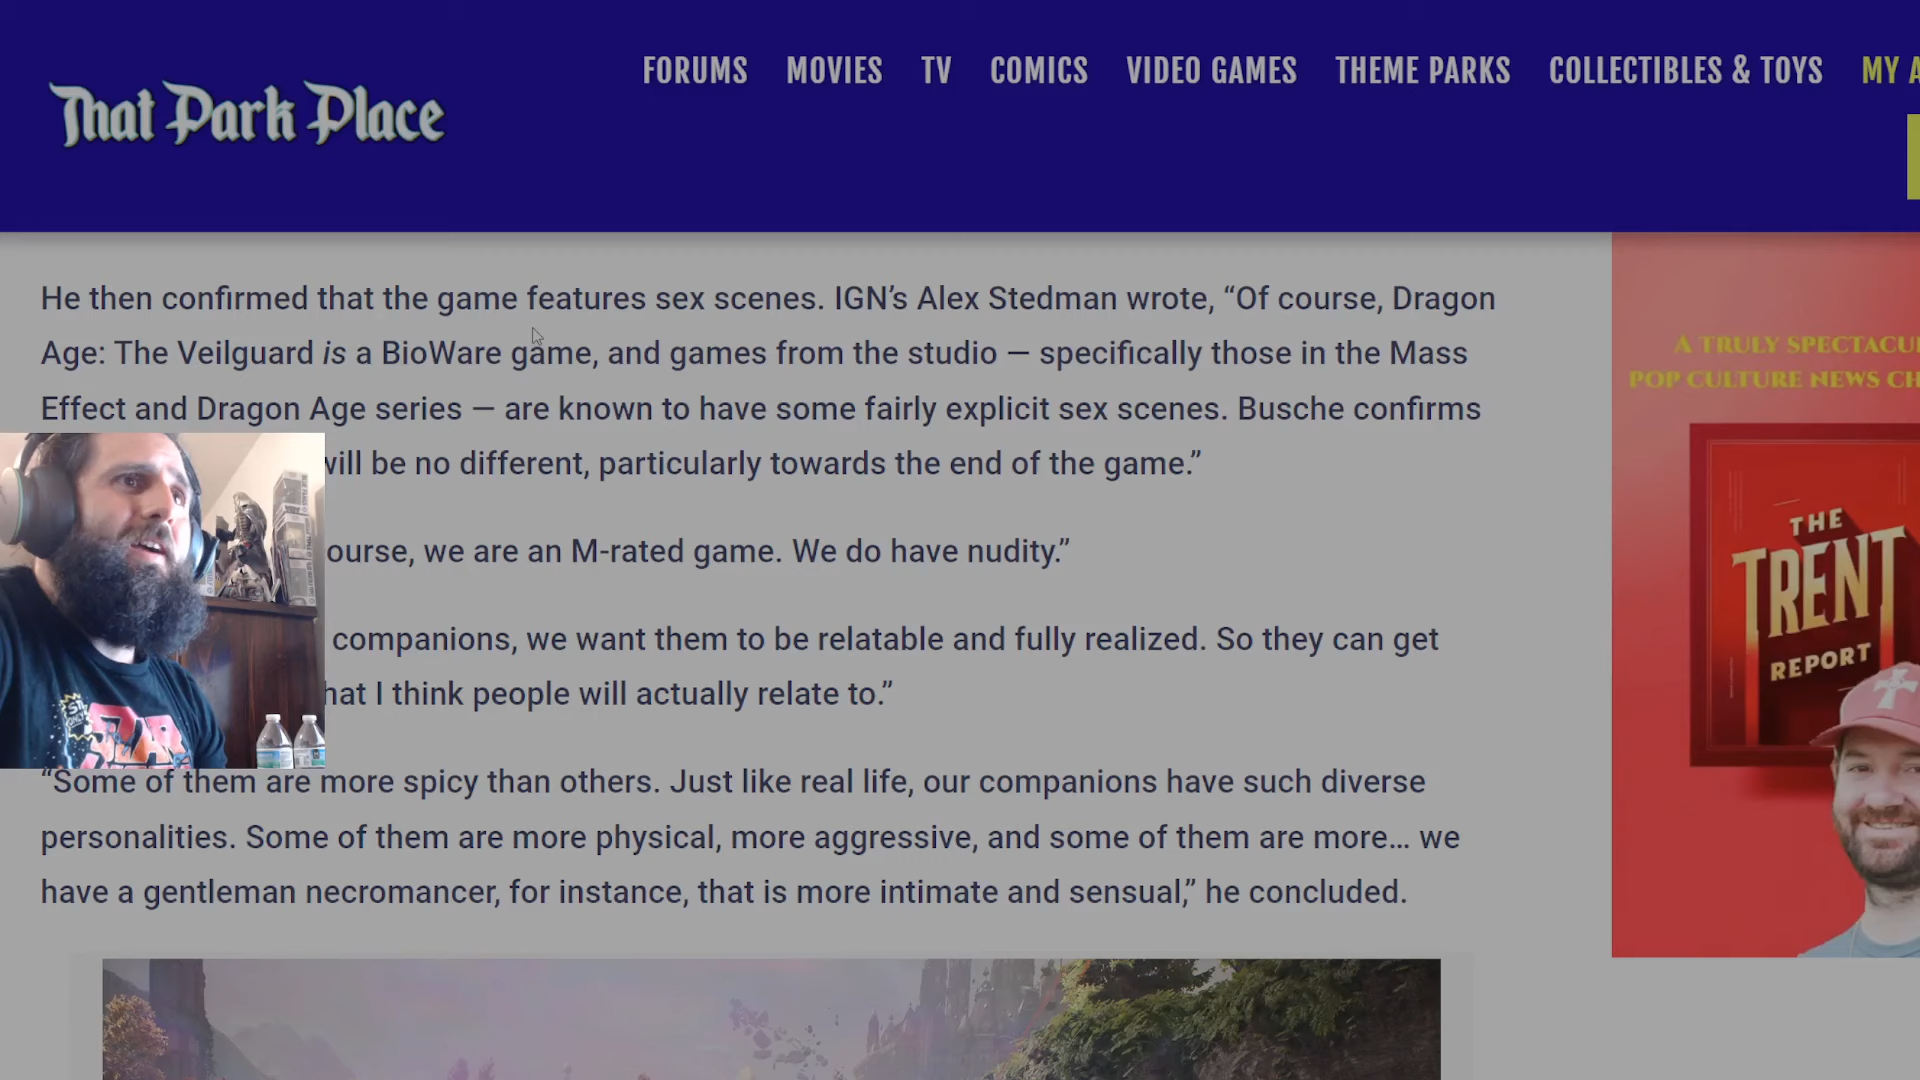 That Park Place
FORUMS MOVIES TV COMICS VIDEO GAMES THEME PARKS COLLECTIBLES & TOYS MY
He then confirmed that the game features sex scenes. IGN’s Alex Stedman wrote, “Of course, Dragon
Age: The Veilguard is a BioWare game, and games from the studio — specifically those in the Mass
Effect and Dragon Age series — are known to have some fairly explicit sex scenes. Busche confirms
will be no different, particularly towards the end of the game.”
ourse, we are an M-rated game. We do have nudity.”
companions, we want them to be relatable and fully realized. So they can get
hat I think people will actually relate to.”
“Some of them are more spicy than others. Just like real life, our companions have such diverse
personalities. Some of them are more physical, more aggressive, and some of them are more… we
have a gentleman necromancer, for instance, that is more intimate and sensual,” he concluded.
A TRULY SPECTACU
POP CULTURE NEWS CH
THE
TRENT
REPORT